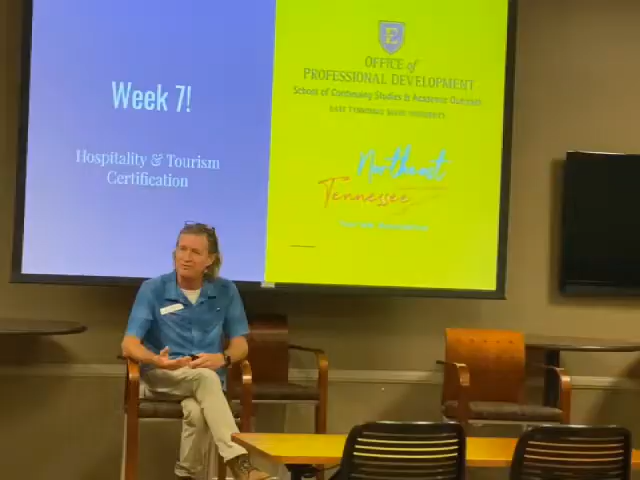 Week 7!
Hospitality & Tourism
Certification
OFFICE of
PROFESSIONAL DEVELOPMENT
School of Continuing Studies & Academic Outreach
EAST TENNESSEE STATE UNIVERSITY
Northeast
Tennessee